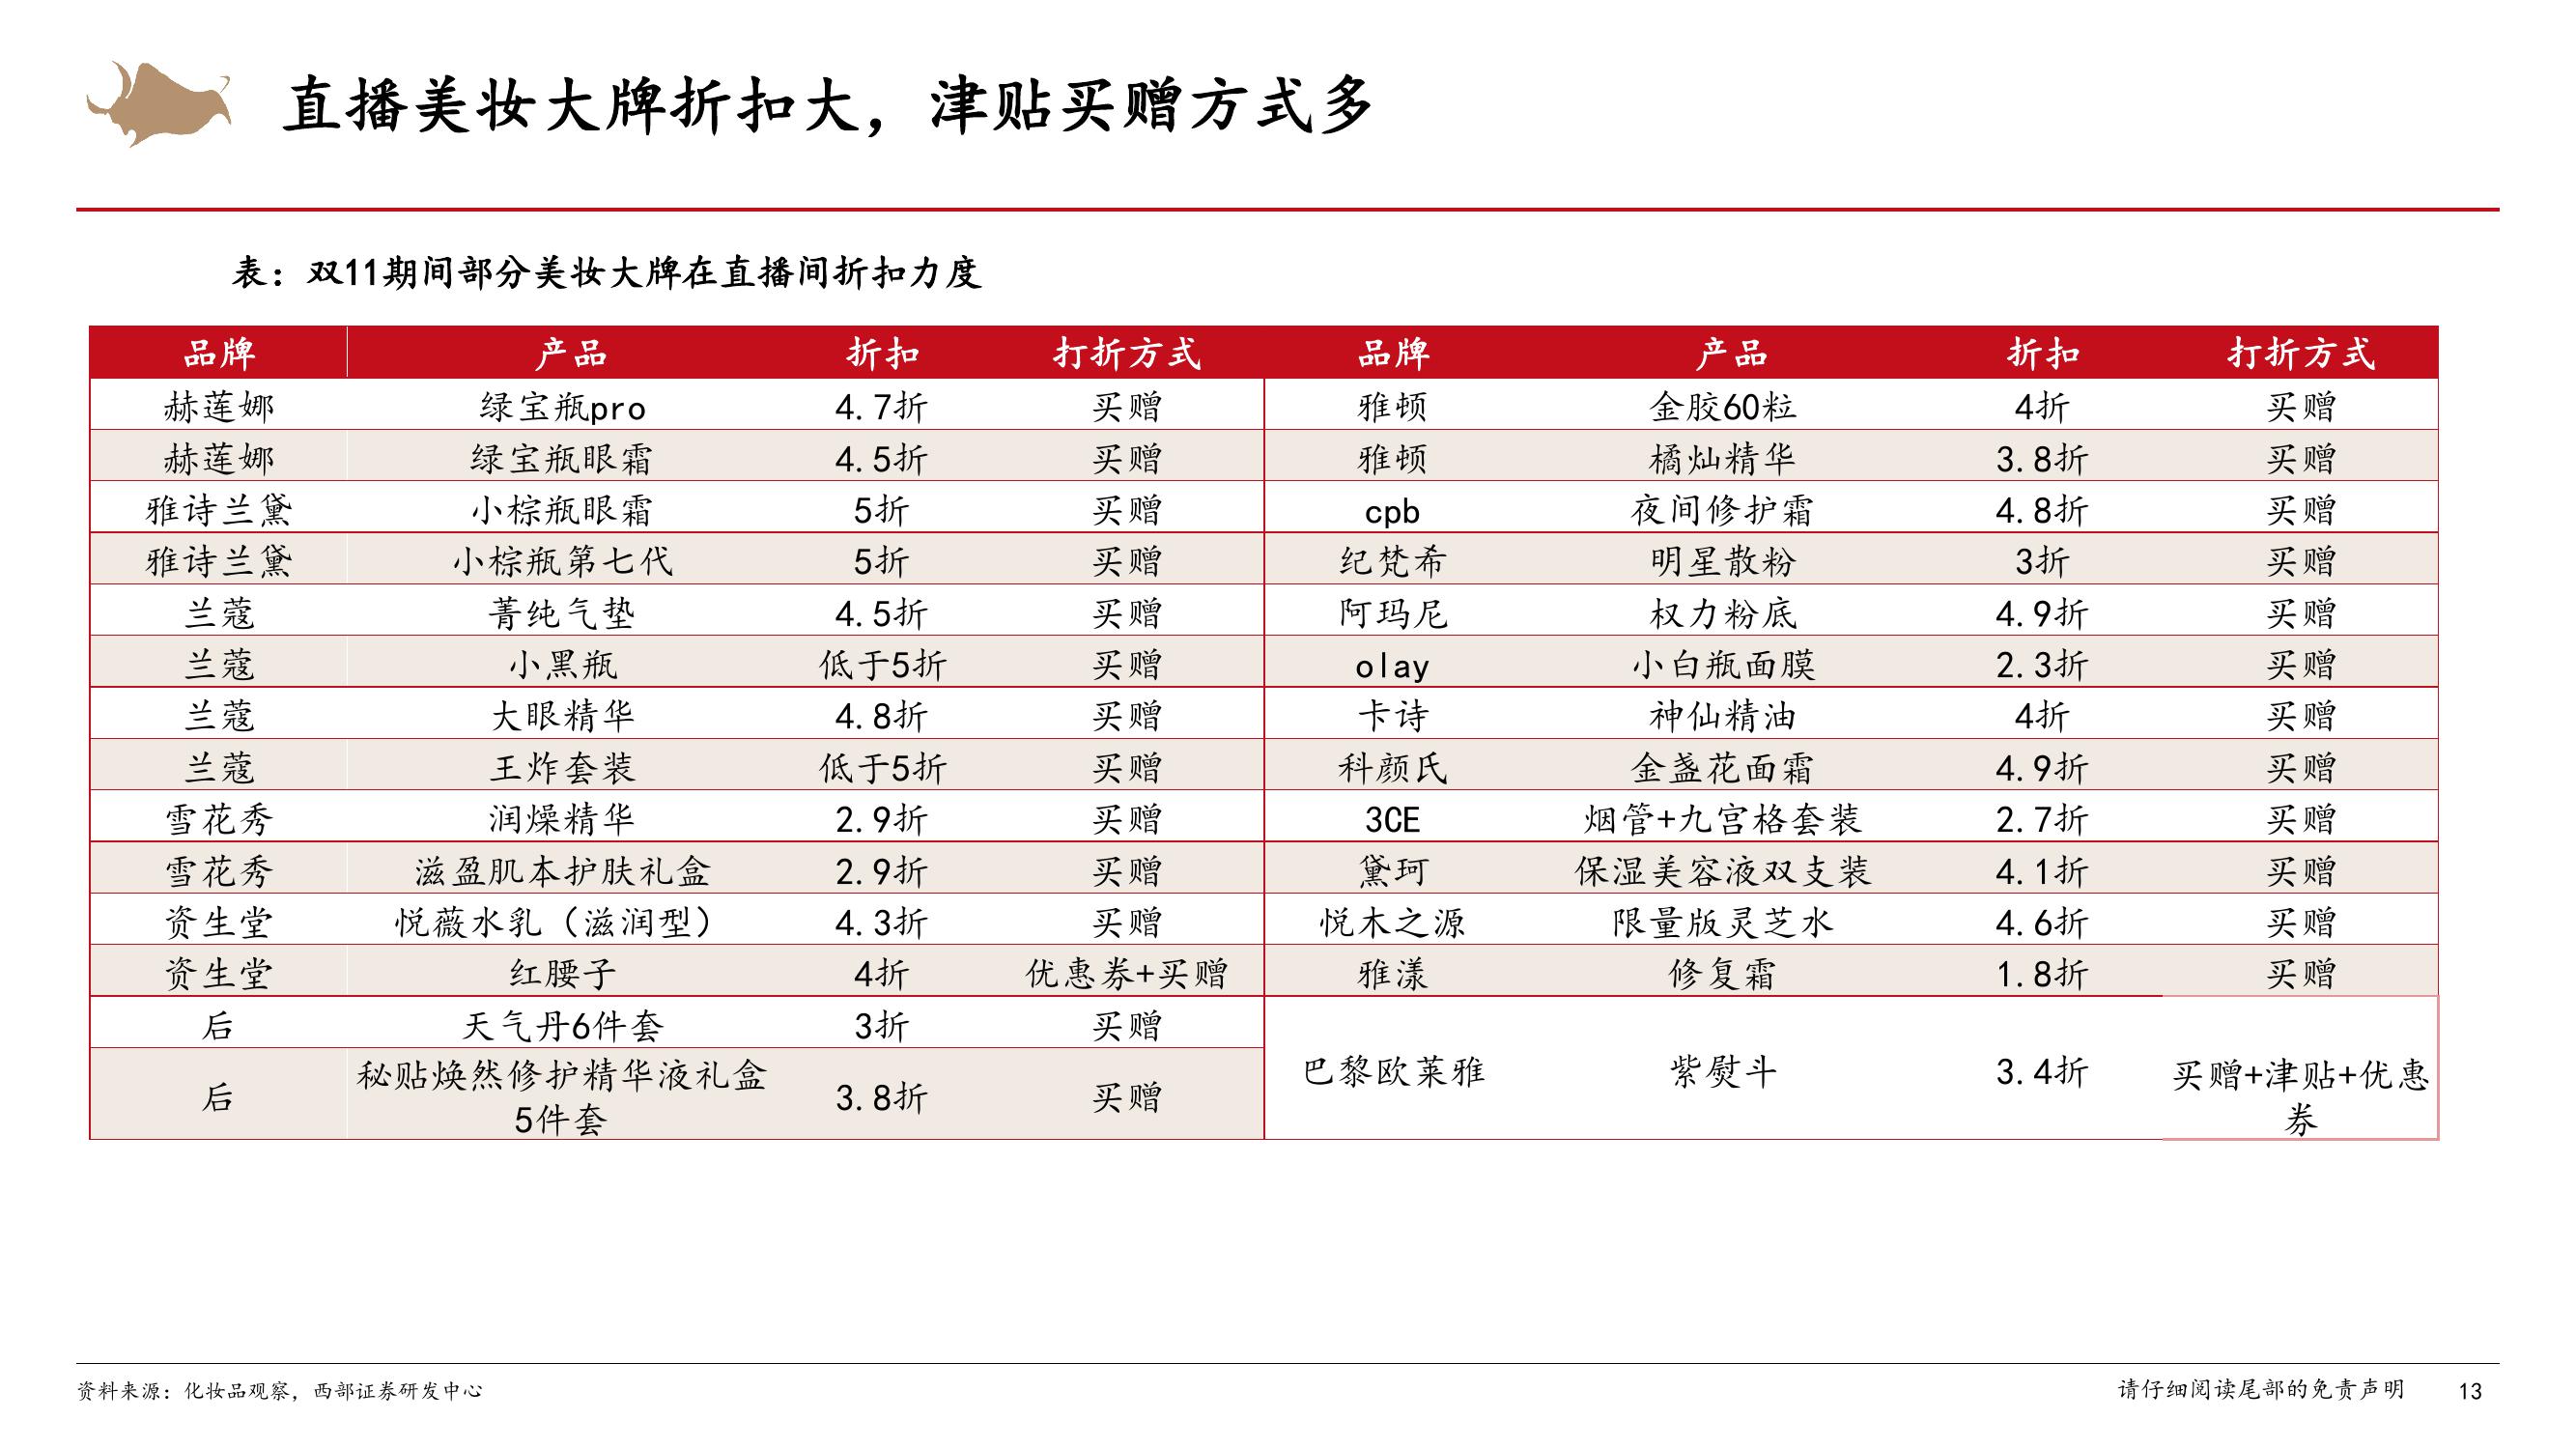 直播美妆大牌折扣大，津贴买赠方式多
表：双11期间部分美妆大牌在直播间折扣力度
品牌 产品 折扣 打折方式 品牌 产品 折扣 打折方式
赫莲娜 绿宝瓶pro 4.7折 买赠 雅顿 金胶60粒 4折 买赠
赫莲娜 绿宝瓶眼霜 4.5折 买赠 雅顿 橘灿精华 3.8折 买赠
雅诗兰黛 小棕瓶眼霜 5折 买赠 cpb 夜间修护霜 4.8折 买赠
雅诗兰黛 小棕瓶第七代 5折 买赠 纪梵希 明星散粉 3折 买赠
兰蔻 菁纯气垫 4.5折 买赠 阿玛尼 权力粉底 4.9折 买赠
兰蔻 小黑瓶 低于5折 买赠 olay 小白瓶面膜 2.3折 买赠
兰蔻 大眼精华 4.8折 买赠 卡诗 神仙精油 4折 买赠
兰蔻 王炸套装 低于5折 买赠 科颜氏 金盏花面霜 4.9折 买赠
雪花秀 润燥精华 2.9折 买赠 3CE 烟管+九宫格套装 2.7折 买赠
雪花秀 滋盈肌本护肤礼盒 2.9折 买赠 黛珂 保湿美容液双支装 4.1折 买赠
资生堂 悦薇水乳（滋润型） 4.3折 买赠 悦木之源 限量版灵芝水 4.6折 买赠
资生堂 红腰子 4折 优惠券+买赠 雅漾 修复霜 1.8折 买赠
后 天气丹6件套 3折 买赠
后 秘贴焕然修护精华液礼盒
5件套 3.8折 买赠
巴黎欧莱雅 紫熨斗 3.4折 买赠+津贴+优惠
券
资料来源：化妆品观察，西部证券研发中心
请仔细阅读尾部的免责声明 13